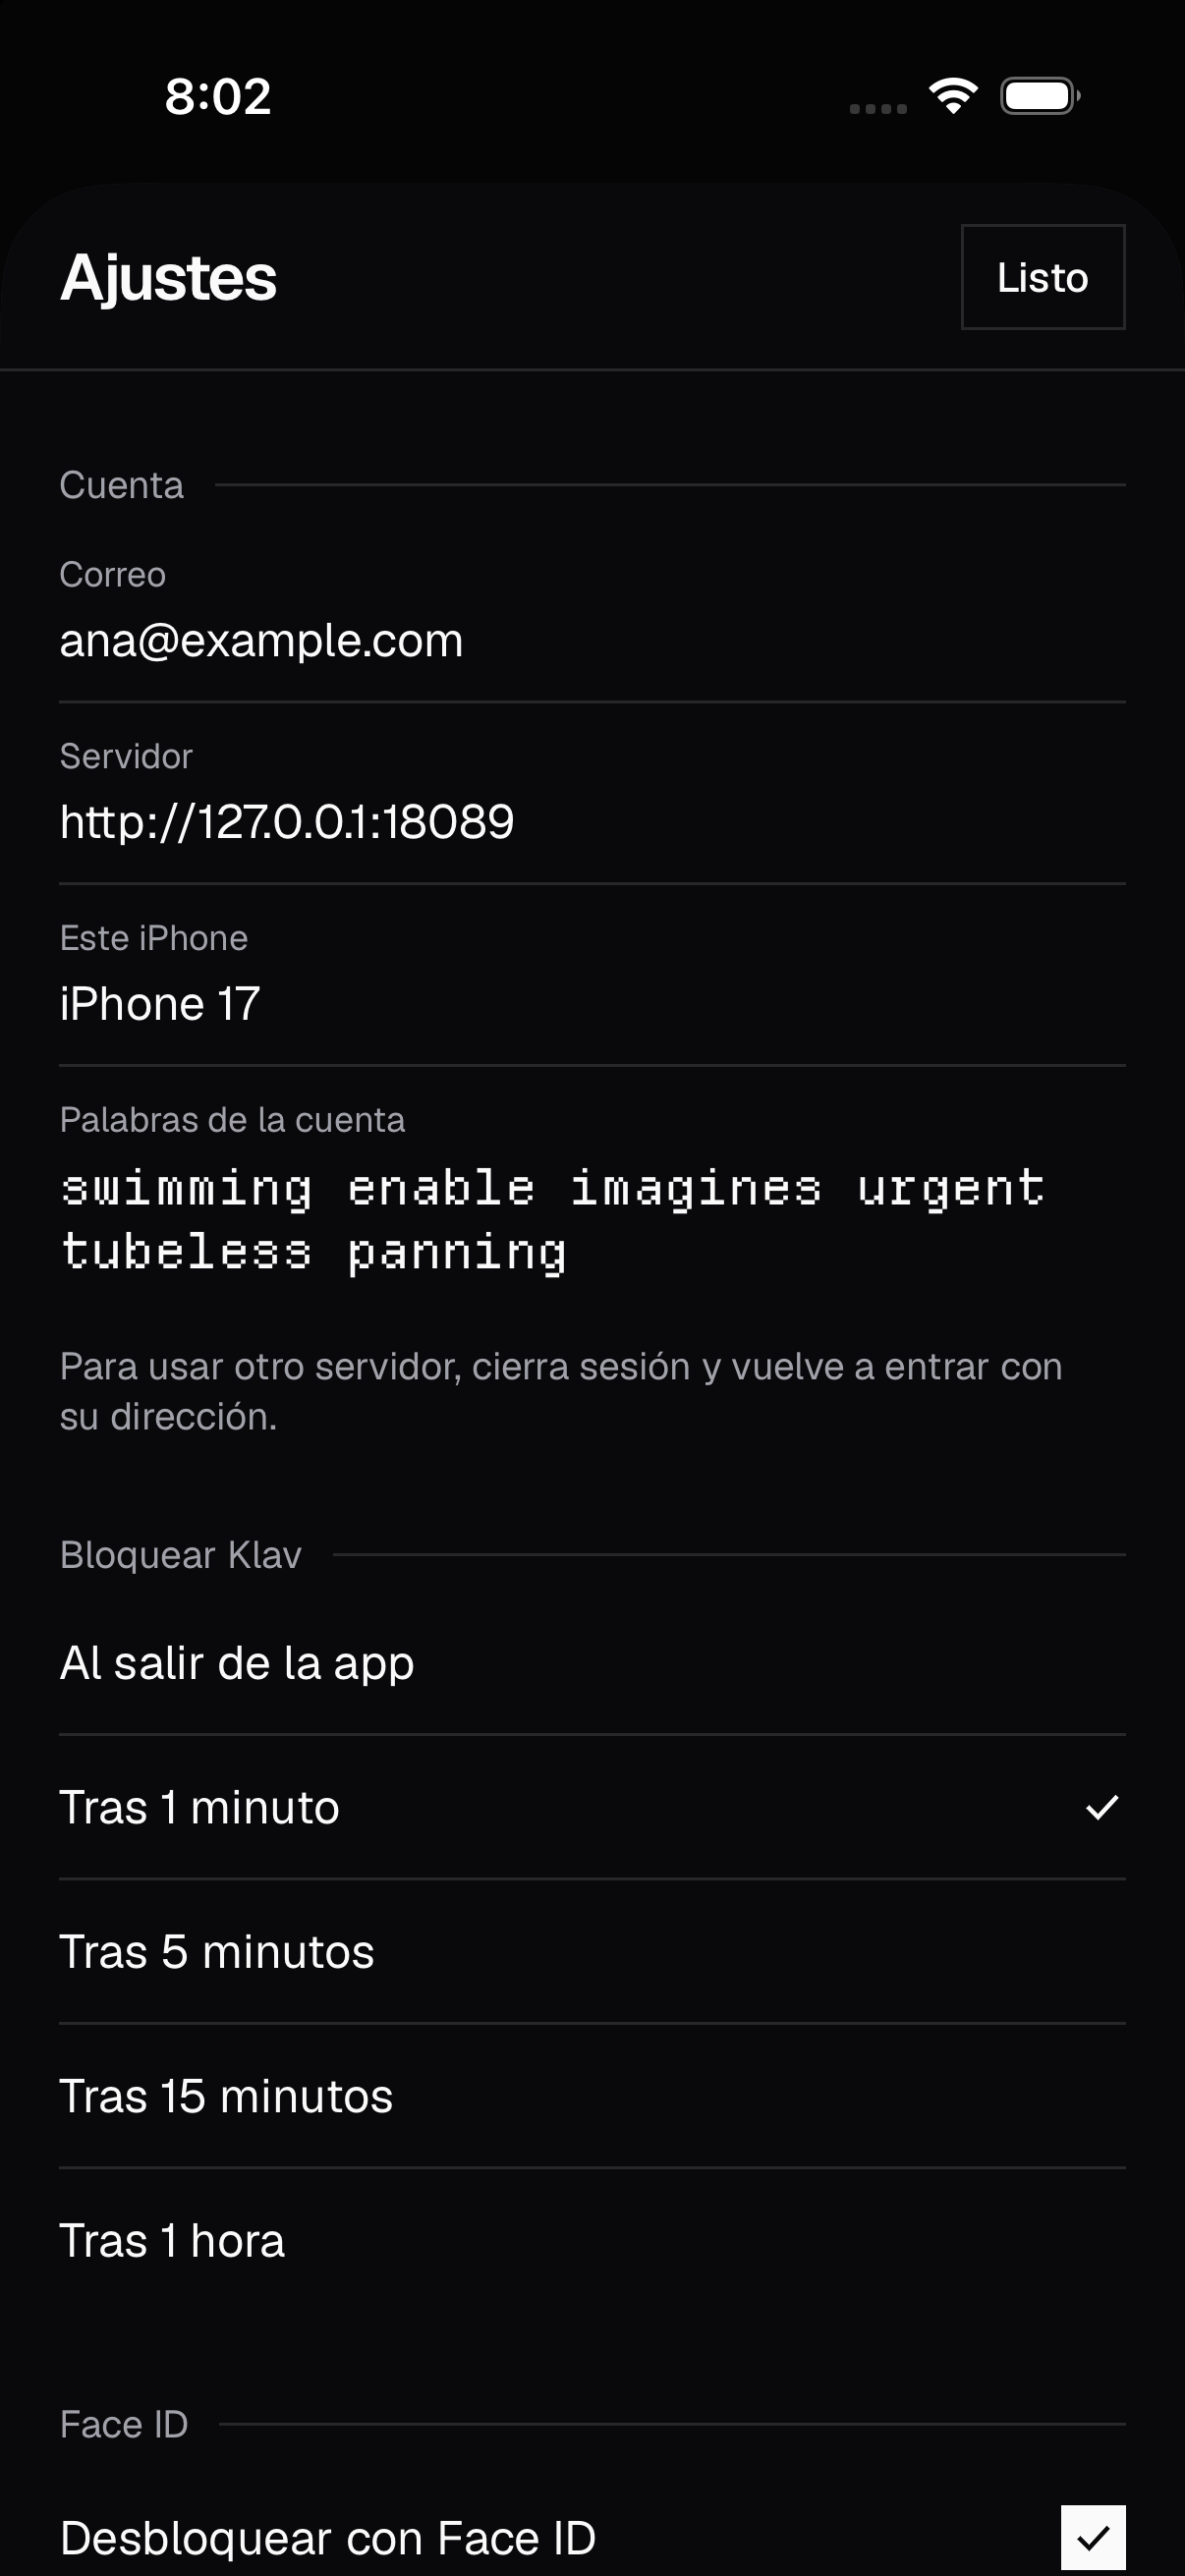 8:02
Ajustes
Listo
Cuenta
Correo
ana@example.com
Servidor
http://127.0.0.1:18089
Este iPhone
iPhone 17
Palabras de la cuenta
swimming enable imagines urgent
tubeless panning
Para usar otro servidor, cierra sesión y vuelve a entrar con
su dirección.
Bloquear Klav
Al salir de la app
Tras 1 minuto
Tras 5 minutos
Tras 15 minutos
Tras 1 hora
Face ID
Desbloquear con Face ID